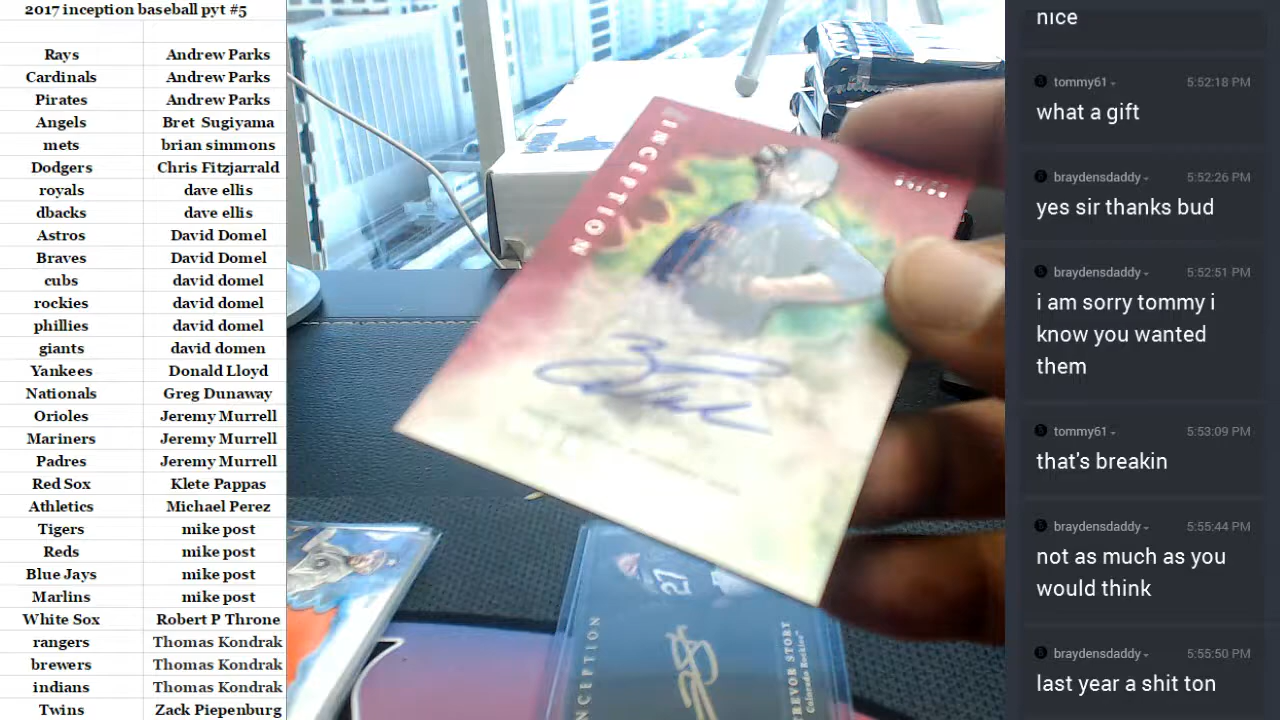 2017 inception baseball pyt #5
Rays Andrew Parks
Cardinals Andrew Parks
Pirates Andrew Parks
Angels Bret Sugiyama
mets brian simmons
Dodgers Chris Fitzjarrald
royals dave ellis
dbacks dave ellis
Astros David Domel
Braves David Domel
cubs david domel
rockies david domel
phillies david domel
giants david domen
Yankees Donald Lloyd
Nationals Greg Dunaway
Orioles Jeremy Murrell
Mariners Jeremy Murrell
Padres Jeremy Murrell
Red Sox Klete Pappas
Athletics Michael Perez
Tigers mike post
Reds mike post
Blue Jays mike post
Marlins mike post
White Sox Robert P Throne
rangers Thomas Kondrak
brewers Thomas Kondrak
indians Thomas Kondrak
Twins Zack Piepenburg
INCEPTION
27
NCEPTION
TREVOR STORY
Colorado Rockies
nice
tommy61 5:52:18 PM
what a gift
braydensdaddy 5:52:26 PM
yes sir thanks bud
braydensdaddy 5:52:51 PM
i am sorry tommy i
know you wanted
them
tommy61 5:53:09 PM
that's breakin
braydensdaddy 5:55:44 PM
not as much as you
would think
braydensdaddy 5:55:50 PM
last year a shit ton